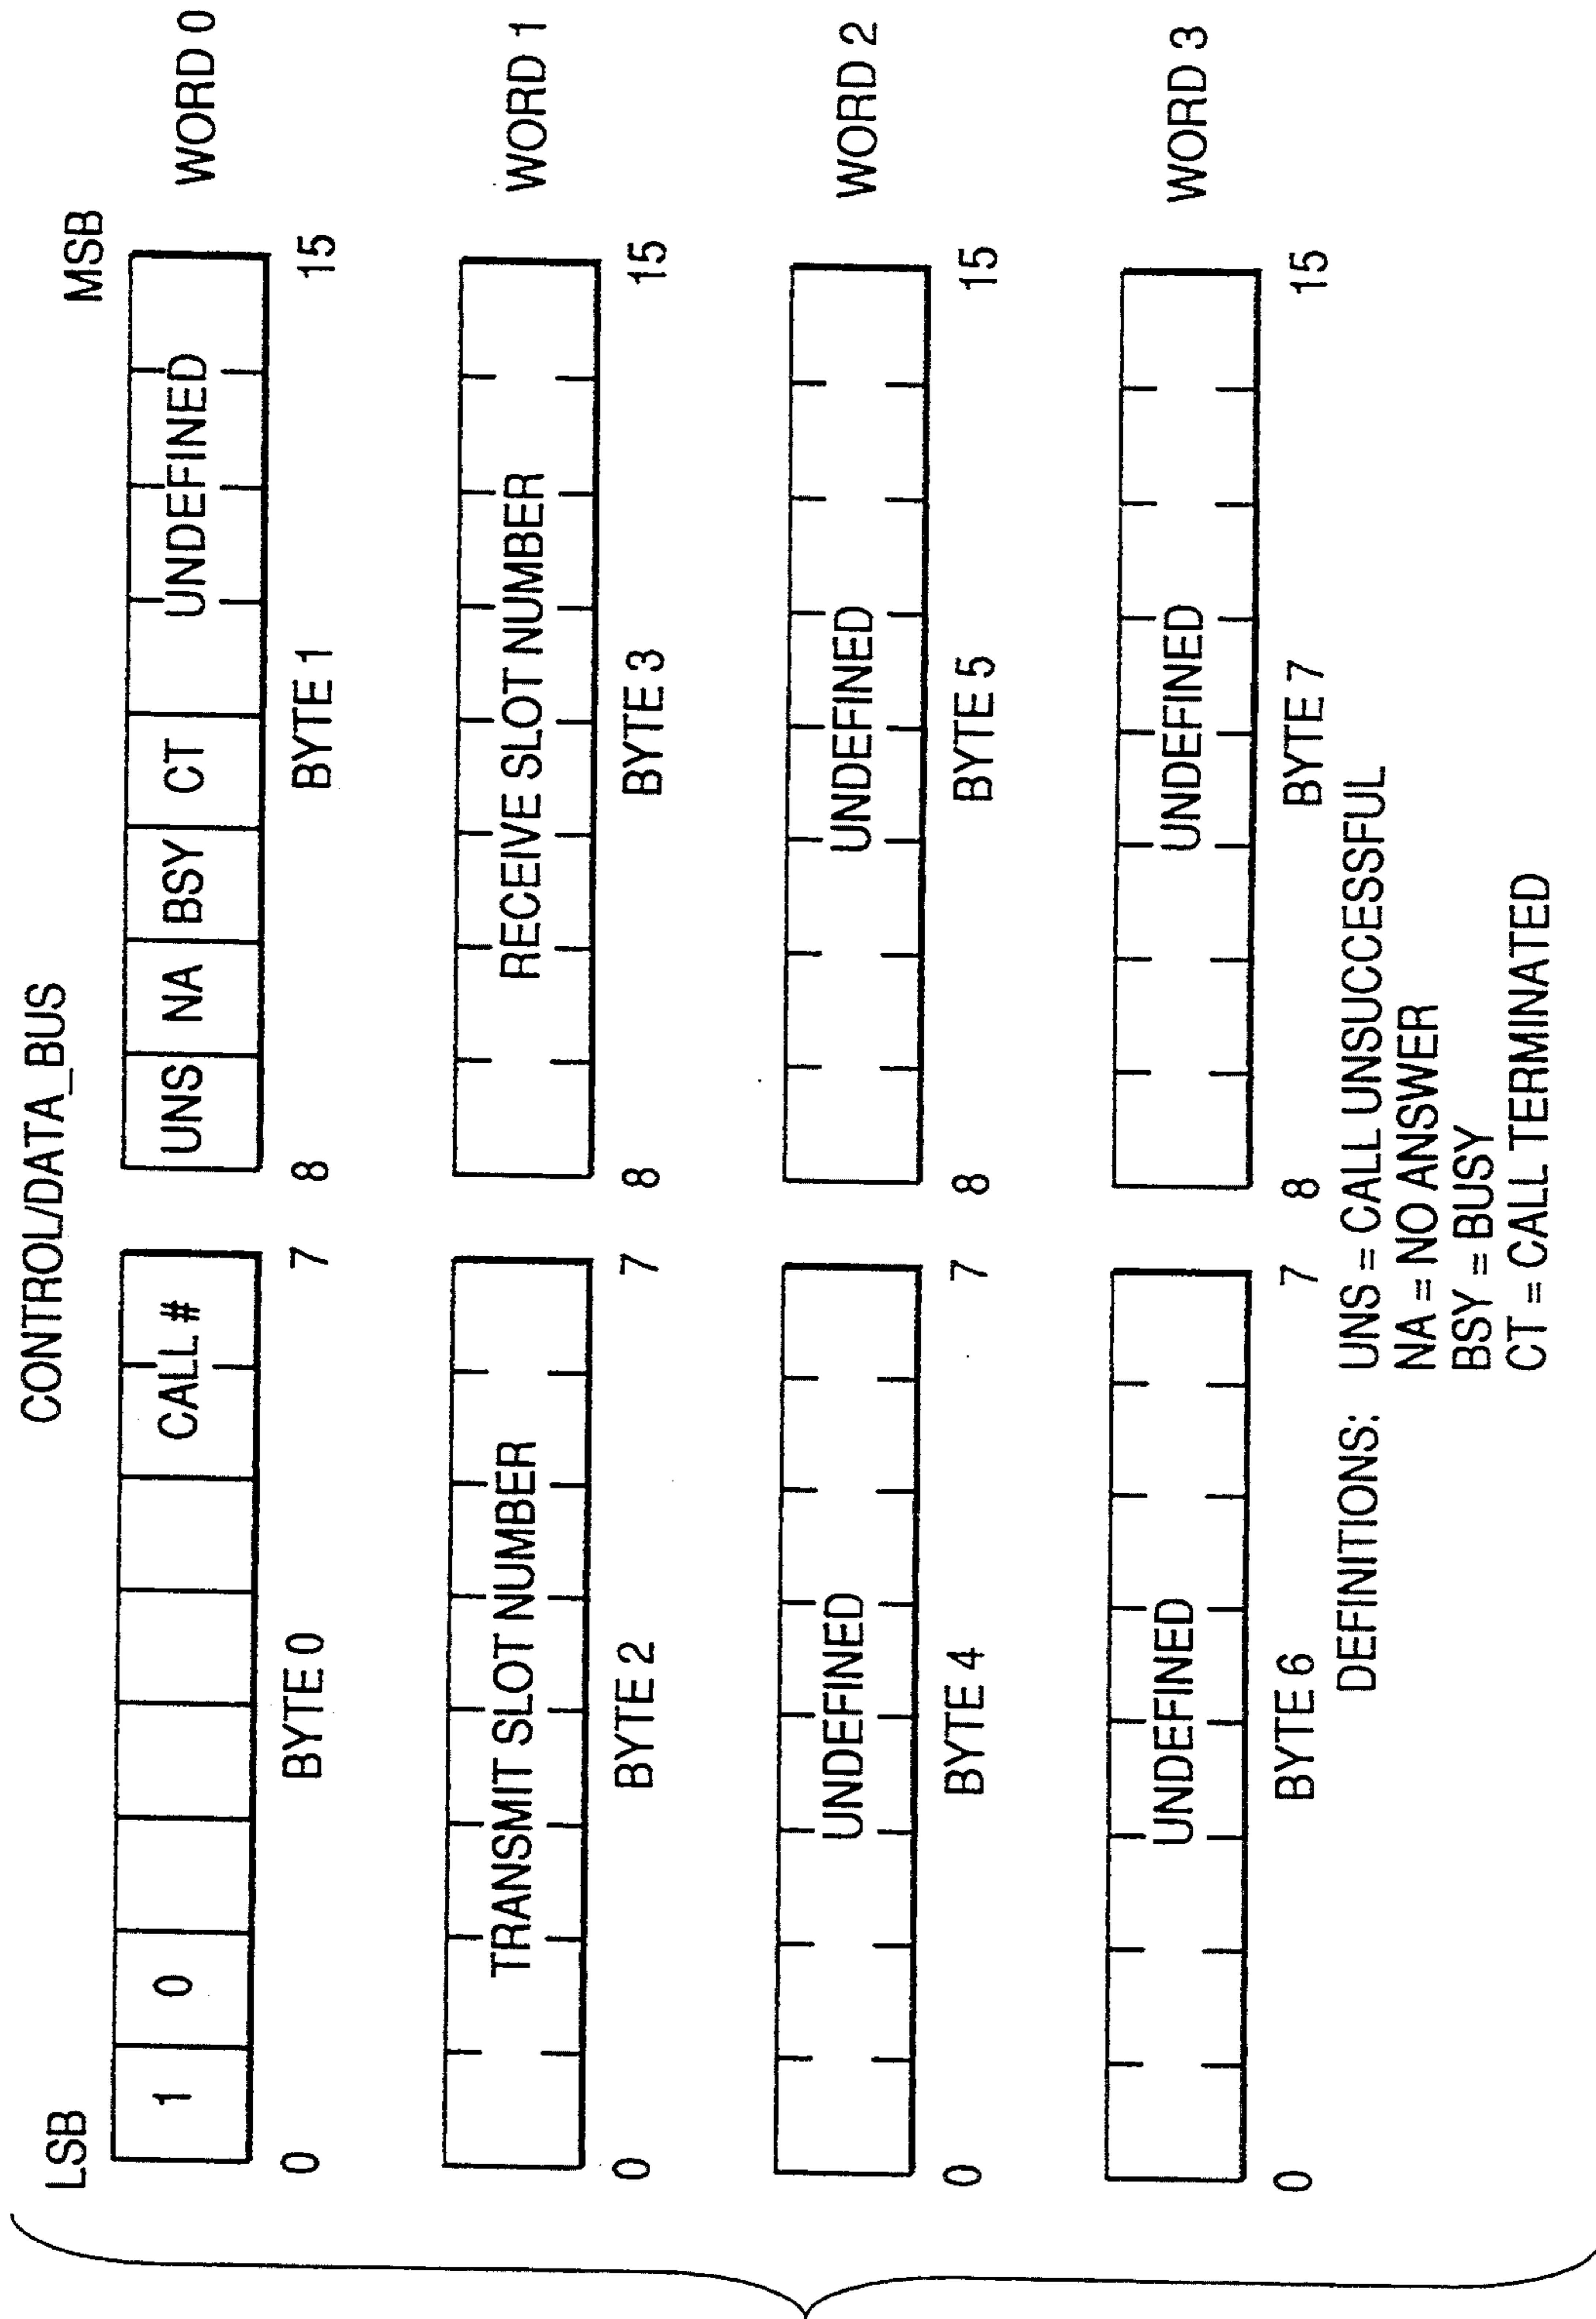 CONTROL/DATA_BUS
LSB MSB
1 0 CALL # UNS NA BSY CT UNDEFINED WORD 0
0 7 8 15
BYTE 0 BYTE 1
TRANSMIT SLOT NUMBER RECEIVE SLOT NUMBER WORD 1
0 7 8 15
BYTE 2 BYTE 3
UNDEFINED UNDEFINED WORD 2
0 7 8 15
BYTE 4 BYTE 5
UNDEFINED UNDEFINED WORD 3
0 7 8 15
BYTE 6 BYTE 7
DEFINITIONS: UNS = CALL UNSUCCESSFUL
NA = NO ANSWER
BSY = BUSY
CT = CALL TERMINATED